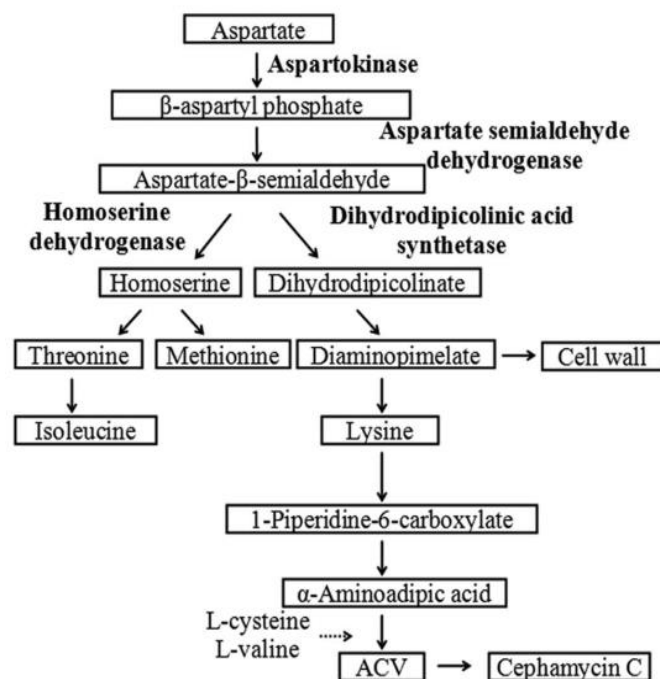 Aspartate
Aspartokinase
β-aspartyl phosphate
Aspartate semialdehyde
dehydrogenase
Aspartate-β-semialdehyde
Homoserine
dehydrogenase
Dihydrodipicolinic acid
synthetase
Homoserine
Dihydrodipicolinate
Threonine
Methionine
Diaminopimelate
Cell wall
Isoleucine
Lysine
1-Piperidine-6-carboxylate
α-Aminoadipic acid
L-cysteine
L-valine
ACV
Cephamycin C